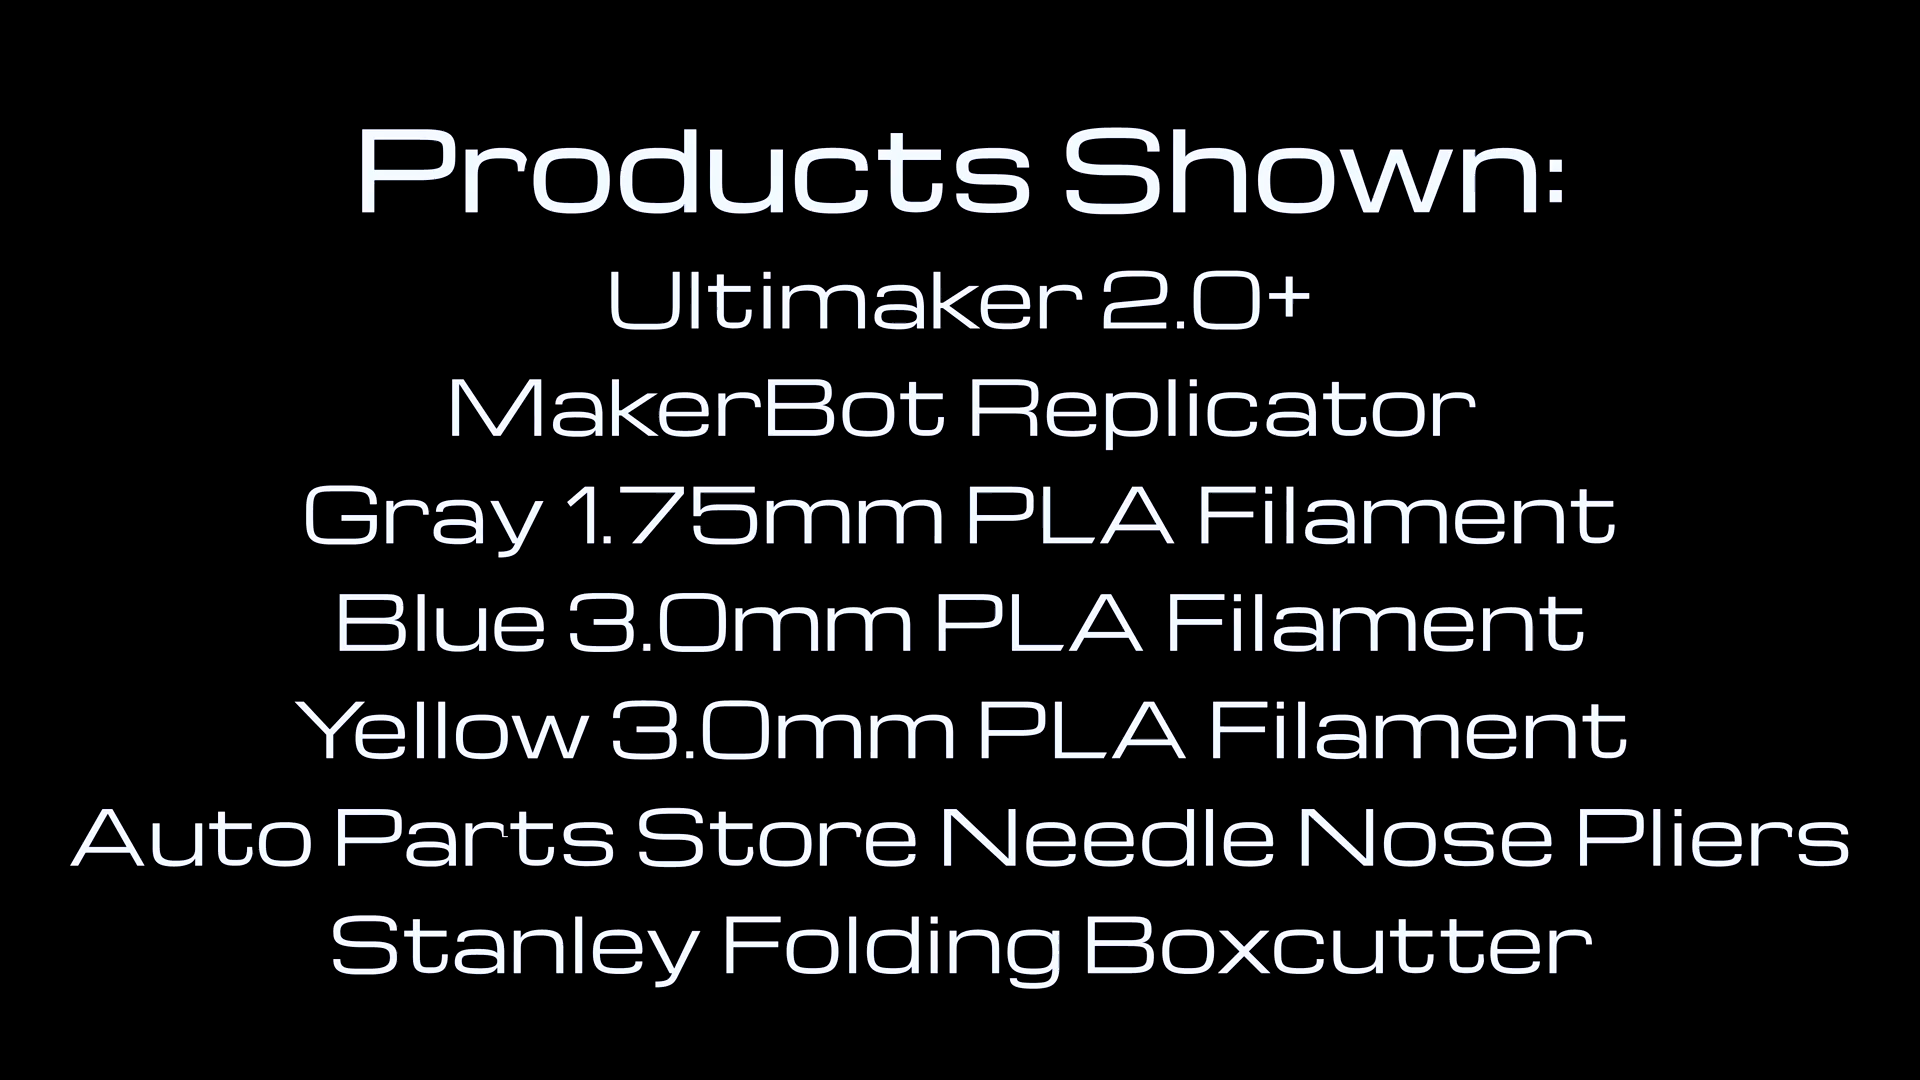 Products Shown:
Ultimaker 2.0+
MakerBot Replicator
Gray 1.75mm PLA Filament
Blue 3.0mm PLA Filament
Yellow 3.0mm PLA Filament
Auto Parts Store Needle Nose Pliers
Stanley Folding Boxcutter